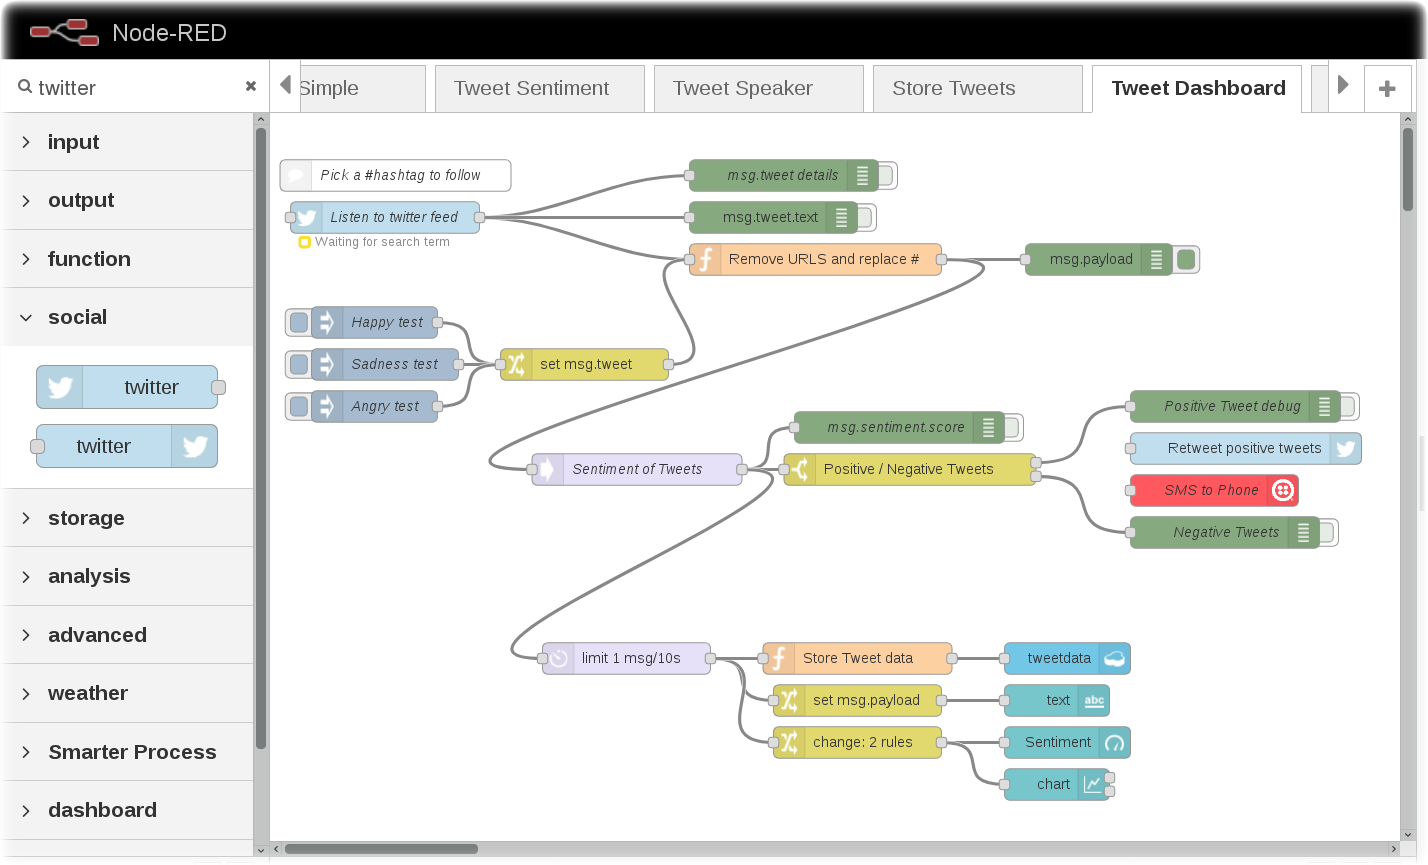 Node-RED
twitter
Simple
Tweet Sentiment
Tweet Speaker
Store Tweets
Tweet Dashboard
input
output
function
social
twitter
twitter
storage
analysis
advanced
weather
Smarter Process
dashboard
Pick a #hashtag to follow
Listen to twitter feed
Waiting for search term
msg.tweet details
msg.tweet.text
Remove URLS and replace #
msg.payload
Happy test
Sadness test
Angry test
set msg.tweet
msg.sentiment.score
Sentiment of Tweets
Positive / Negative Tweets
Positive Tweet debug
Retweet positive tweets
SMS to Phone
Negative Tweets
limit 1 msg/10s
Store Tweet data
tweetdata
set msg.payload
text
abc
change: 2 rules
Sentiment
chart